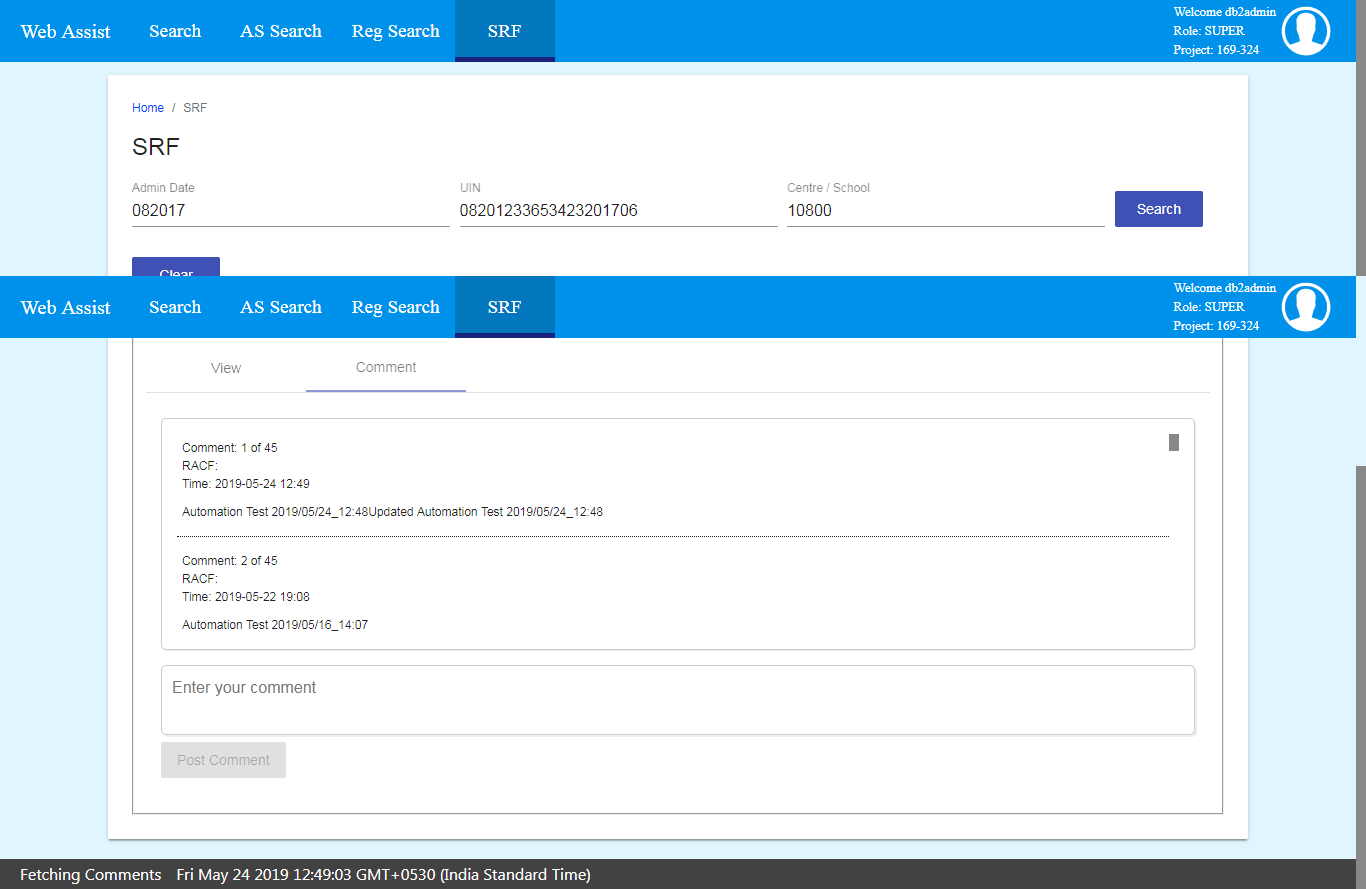 Web Assist Search AS Search Reg Search SRF
Welcome db2admin
Role: SUPER
Project: 169-324
Home / SRF
SRF
Admin Date UIN Centre / School
082017 08201233653423201706 10800 Search
Clear
Web Assist Search AS Search Reg Search SRF
Welcome db2admin
Role: SUPER
Project: 169-324
View Comment
Comment: 1 of 45
RACF:
Time: 2019-05-24 12:49
Automation Test 2019/05/24_12:48Updated Automation Test 2019/05/24_12:48
Comment: 2 of 45
RACF:
Time: 2019-05-22 19:08
Automation Test 2019/05/16_14:07
Enter your comment
Post Comment
Fetching Comments Fri May 24 2019 12:49:03 GMT+0530 (India Standard Time)